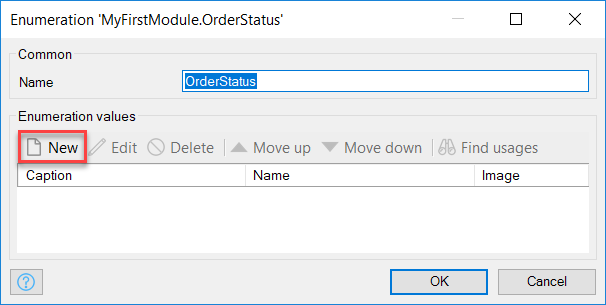 Enumeration 'MyFirstModule.OrderStatus'
Common
Name OrderStatus
Enumeration values
New Edit Delete Move up Move down Find usages
Caption Name Image
? OK Cancel